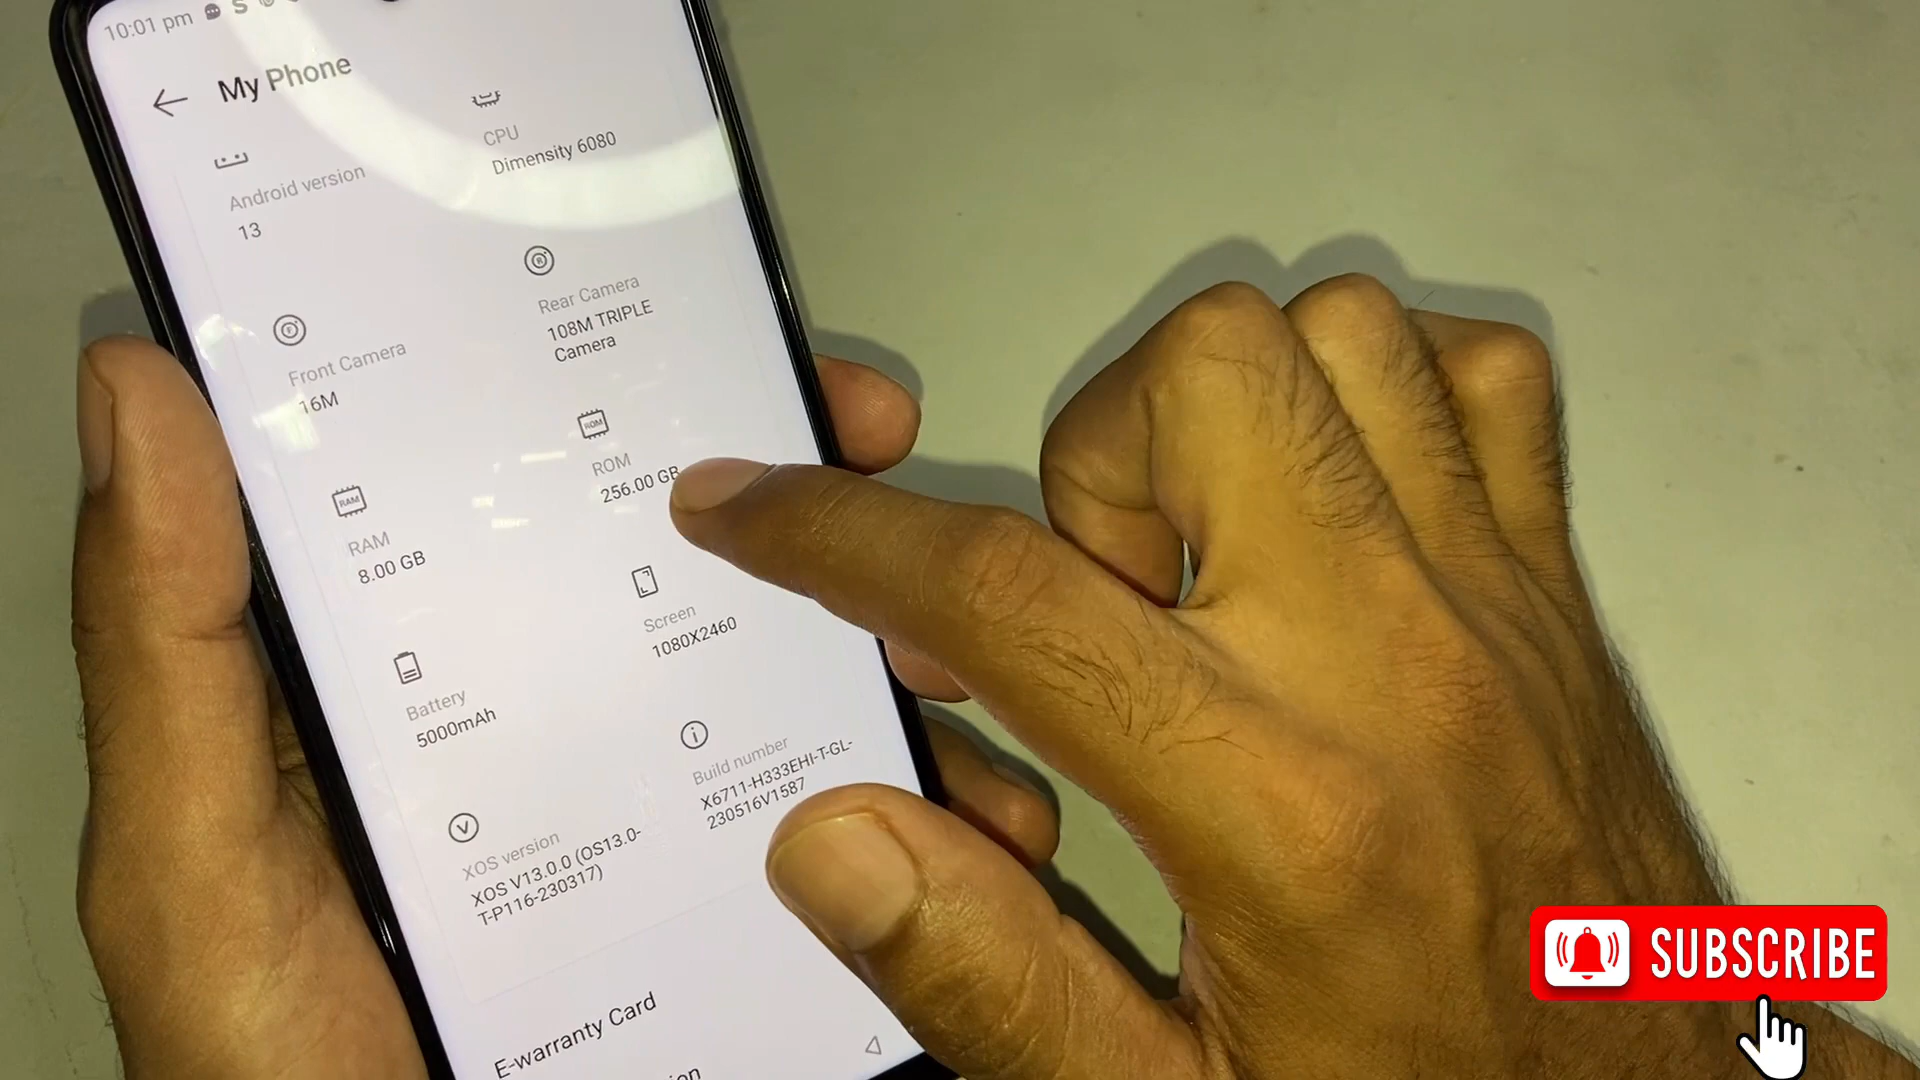 10:01 pm
My Phone
CPU
Dimensity 6080
Android version
13
Rear Camera
108M TRIPLE
Camera
Front Camera
16M
ROM
ROM
256.00 GB
RAM
RAM
8.00 GB
Screen
1080X2460
Battery
5000mAh
Build number
X6711-H333EHI-T-GL-
230516V1587
XOS version
XOS V13.0.0 (OS13.0-
T-P116-230317)
E-warranty Card
SUBSCRIBE